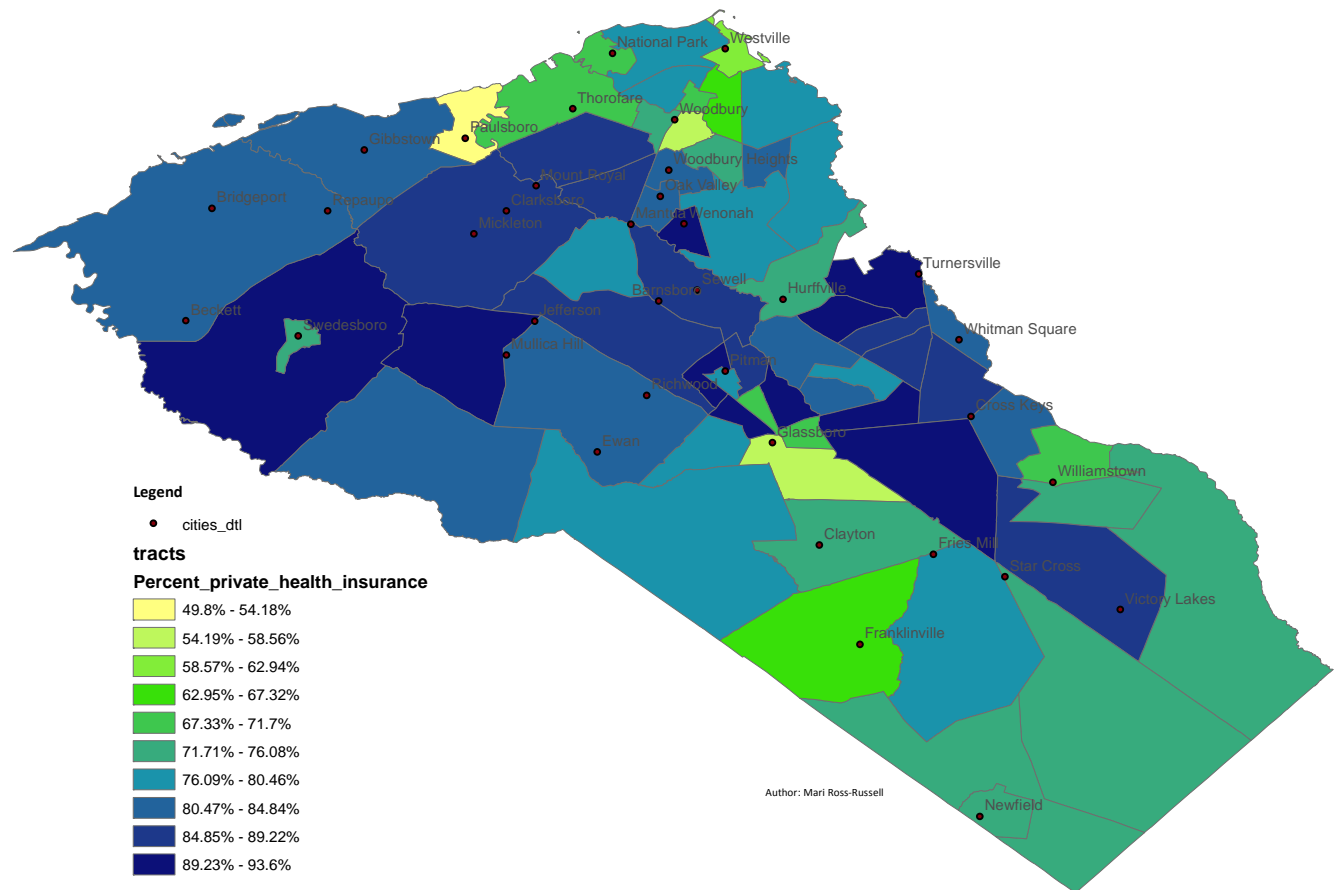 Westville
National Park
Thorofare
Woodbury
Paulsboro
Gibbstown
Woodbury Heights
Mount Royal
Oak Valley
Bridgeport
Repaupo
Clarksboro
Mantua
Wenonah
Mickleton
Turnersville
Sewell
Barnsboro
Hurffville
Beckett
Swedesboro
Jefferson
Whitman Square
Mullica Hill
Pitman
Richwood
Cross Keys
Glassboro
Ewan
Williamstown
Legend
cities_dtl
tracts
Percent_private_health_insurance
49.8% - 54.18%
54.19% - 58.56%
58.57% - 62.94%
62.95% - 67.32%
67.33% - 71.7%
71.71% - 76.08%
76.09% - 80.46%
80.47% - 84.84%
84.85% - 89.22%
89.23% - 93.6%
Clayton
Fries Mill
Star Cross
Victory Lakes
Franklinville
Author: Mari Ross-Russell
Newfield